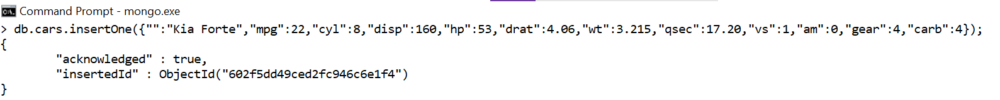 Command Prompt - mongo.exe
> db.cars.insertOne({"":"Kia Forte","mpg":22,"cyl":8,"disp":160,"hp":53,"drat":4.06,"wt":3.215,"qsec":17.20,"vs":1,"am":0,"gear":4,"carb":4});
{
        "acknowledged" : true,
        "insertedId" : ObjectId("602f5dd49ced2fc946c6e1f4")
}